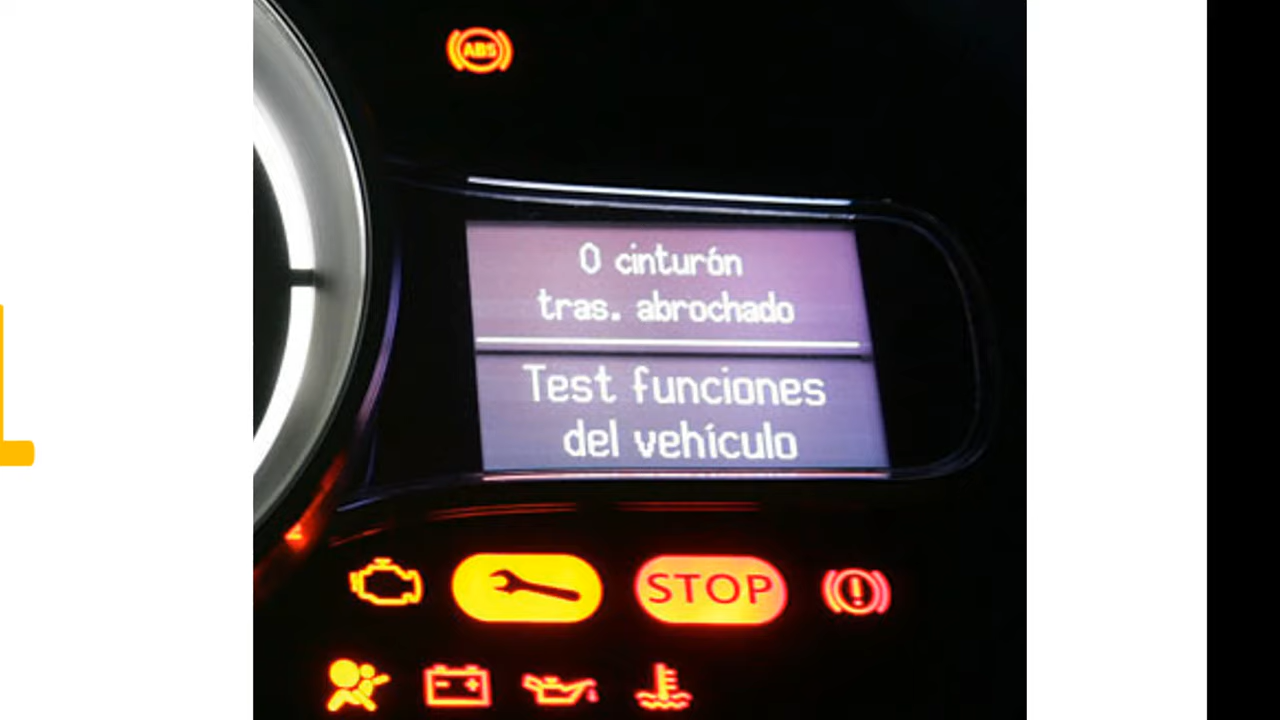 ABS
0 cinturón
tras. abrochado
Test funciones
del vehículo
STOP